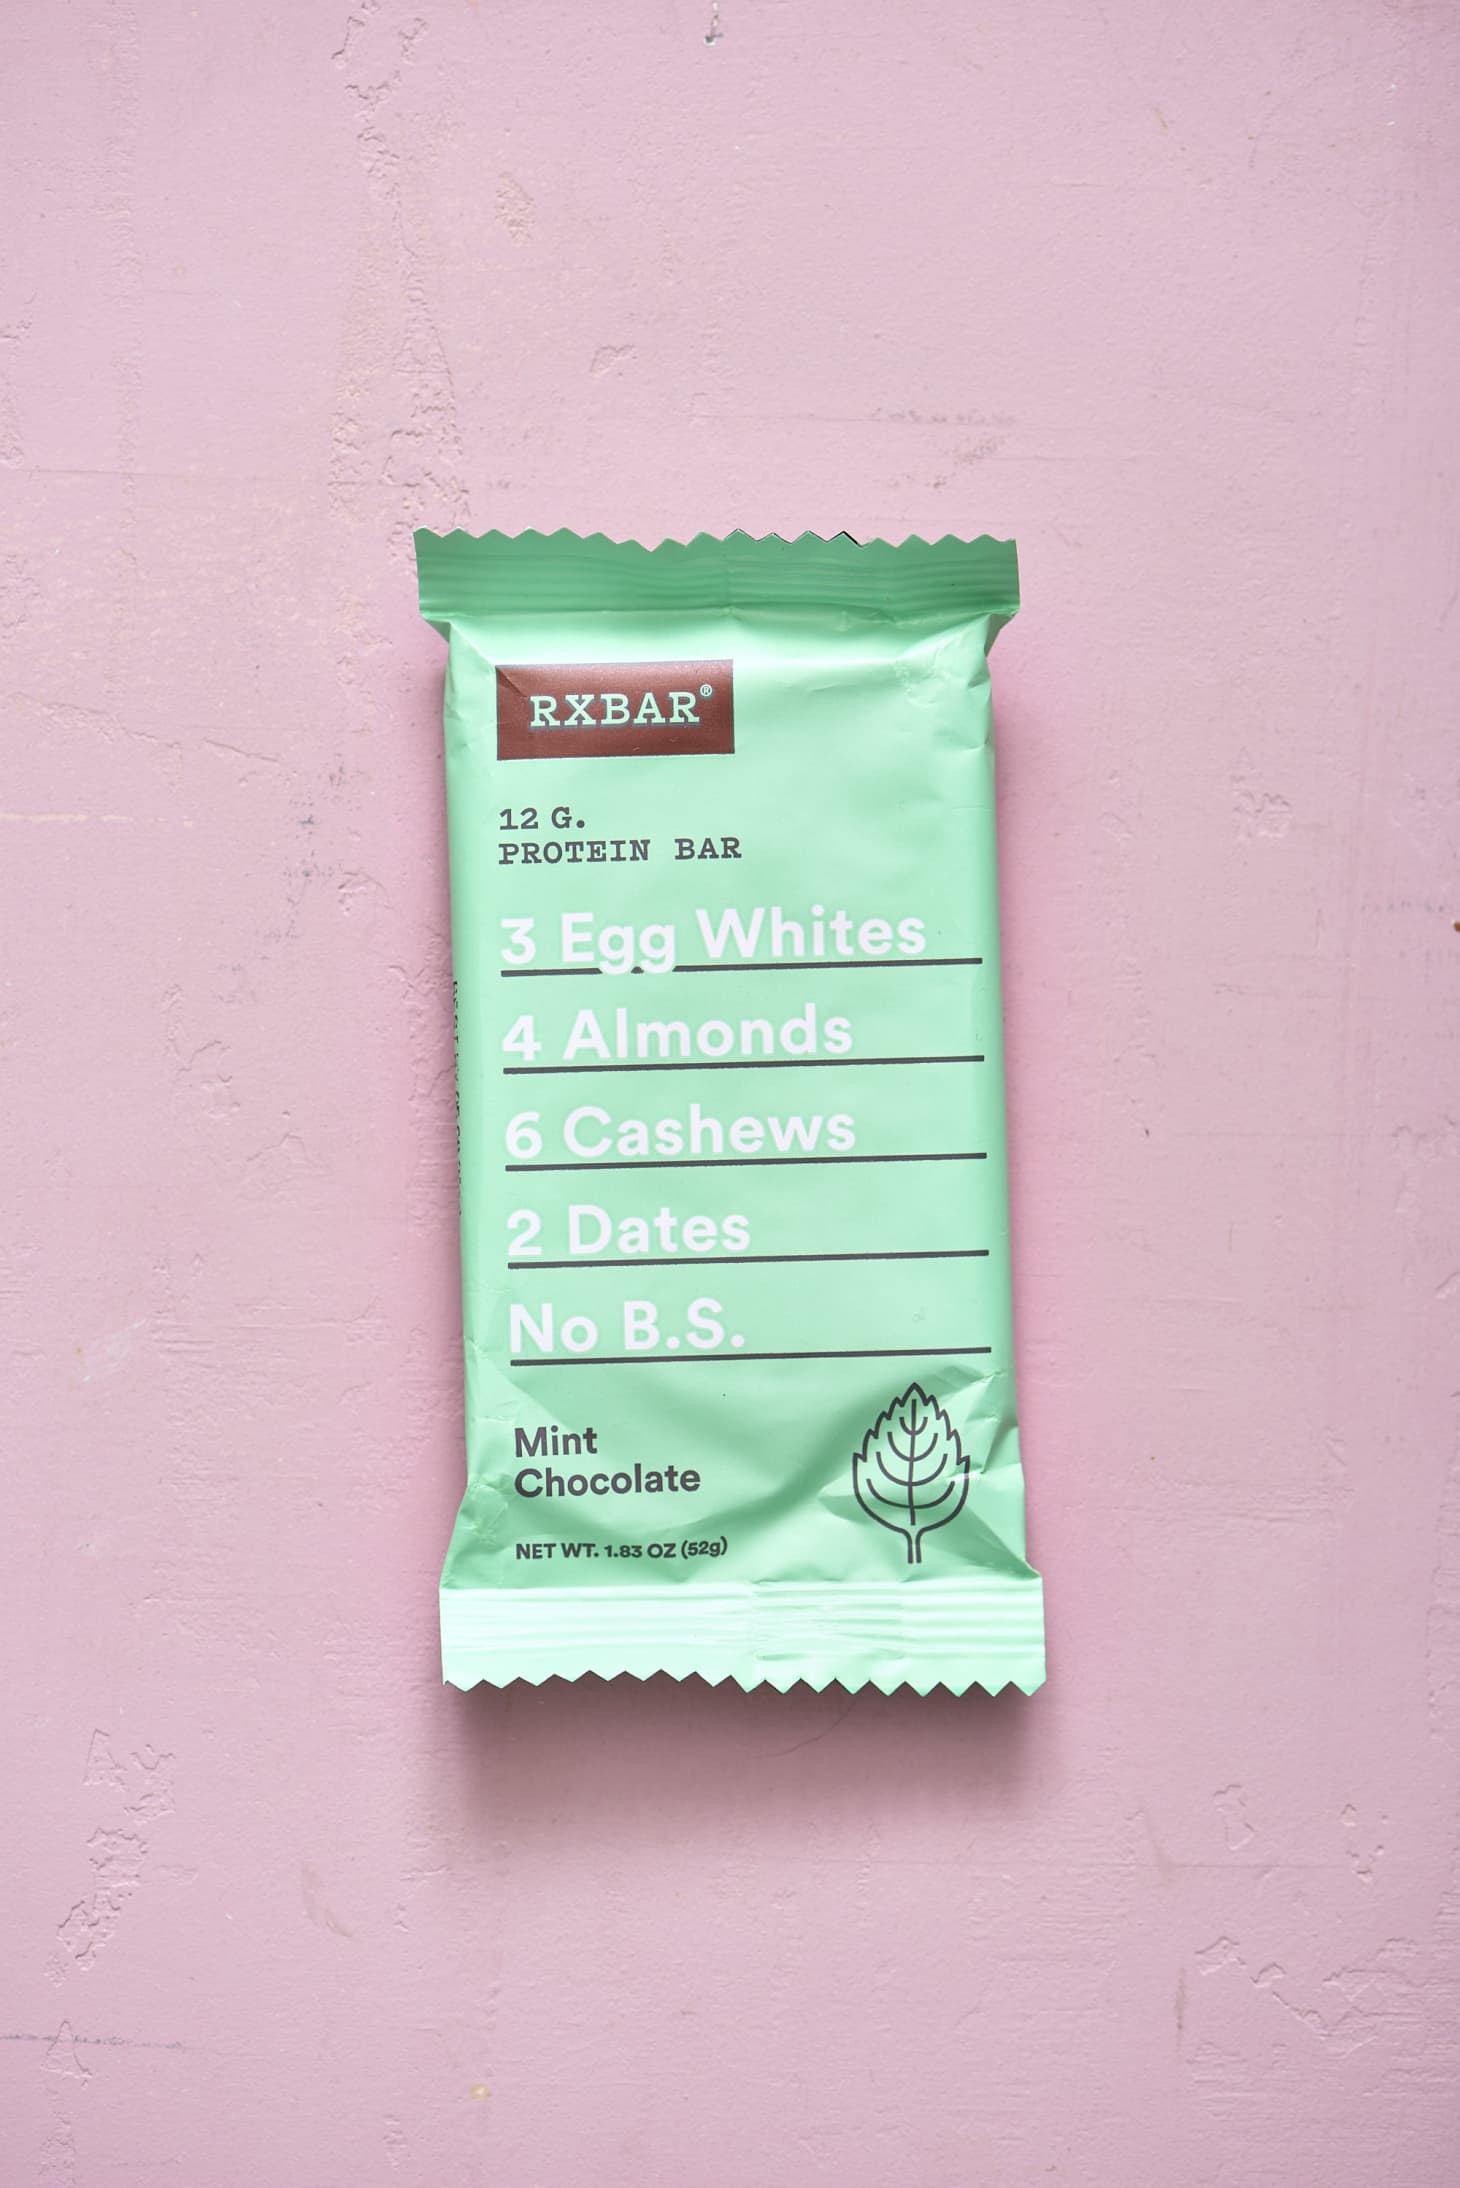 RXBAR®
12 G.
PROTEIN BAR
3 Egg Whites
4 Almonds
6 Cashews
2 Dates
No B.S.
Mint
Chocolate
NET WT. 1.83 OZ (52g)